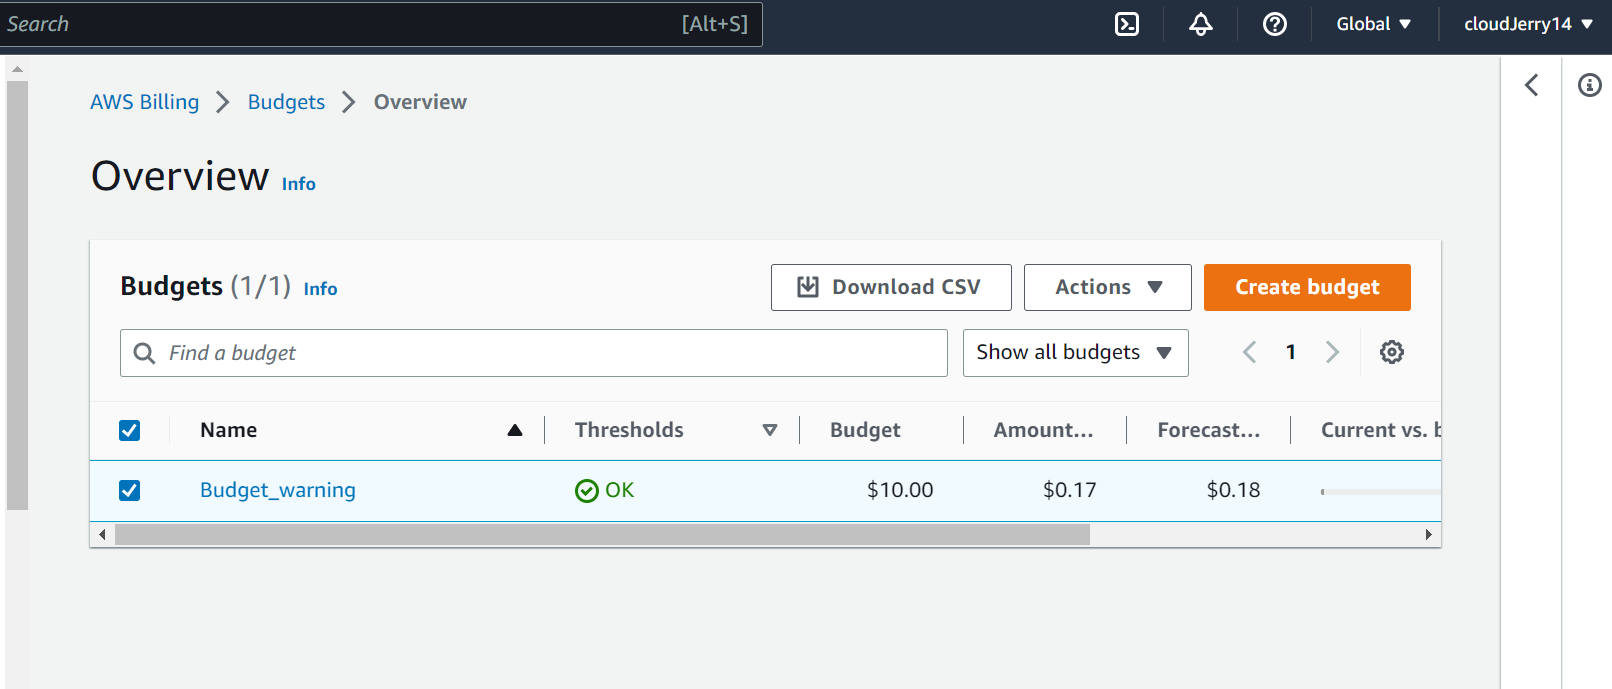 Search [Alt+S] Global cloudJerry14
AWS Billing Budgets Overview
Overview Info
Budgets (1/1) Info Download CSV Actions Create budget
Find a budget Show all budgets 1
Name Thresholds Budget Amount... Forecast... Current vs. b
Budget_warning OK $10.00 $0.17 $0.18